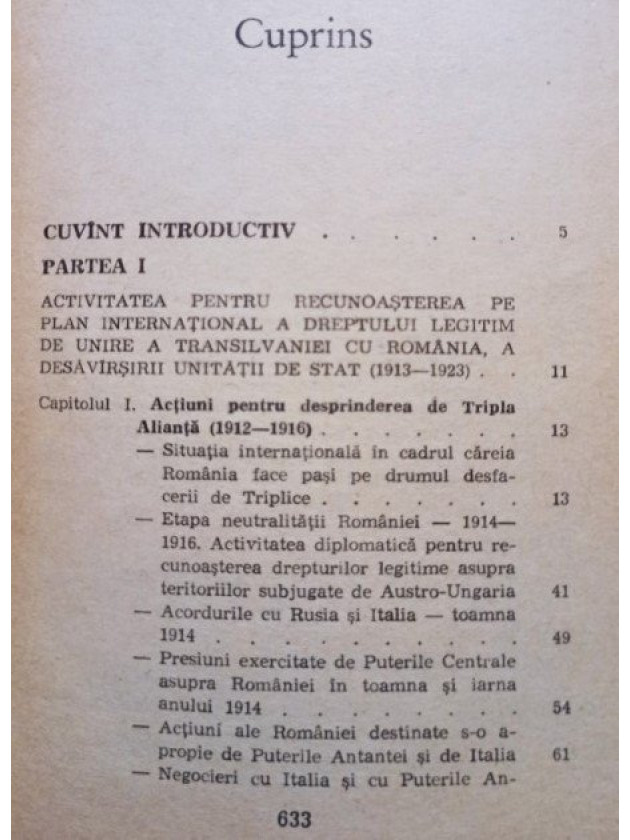 Cuprins
CUVÎNT INTRODUCTIV . . . . . . 5
PARTEA I
ACTIVITATEA PENTRU RECUNOAȘTEREA PE
PLAN INTERNAȚIONAL A DREPTULUI LEGITIM
DE UNIRE A TRANSILVANIEI CU ROMÂNIA, A
DESĂVÎRȘIRII UNITĂȚII DE STAT (1913—1923) . . 11
Capitolul I. Acțiuni pentru desprinderea de Tripla
Alianță (1912—1916) . . . . . . . 13
— Situația internațională în cadrul căreia
România face pași pe drumul desfa-
cerii de Triplice . . . . . . . 13
— Etapa neutralității României — 1914—
1916. Activitatea diplomatică pentru re-
cunoașterea drepturilor legitime asupra
teritoriilor subjugate de Austro-Ungaria 41
— Acordurile cu Rusia și Italia — toamna
1914 . . . . . . . . . . 49
— Presiuni exercitate de Puterile Centrale
asupra României în toamna și iarna
anului 1914 . . . . . . . . 54
— Acțiuni ale României destinate s-o a-
propie de Puterile Antantei și de Italia 61
— Negocieri cu Italia și cu Puterile An-
633